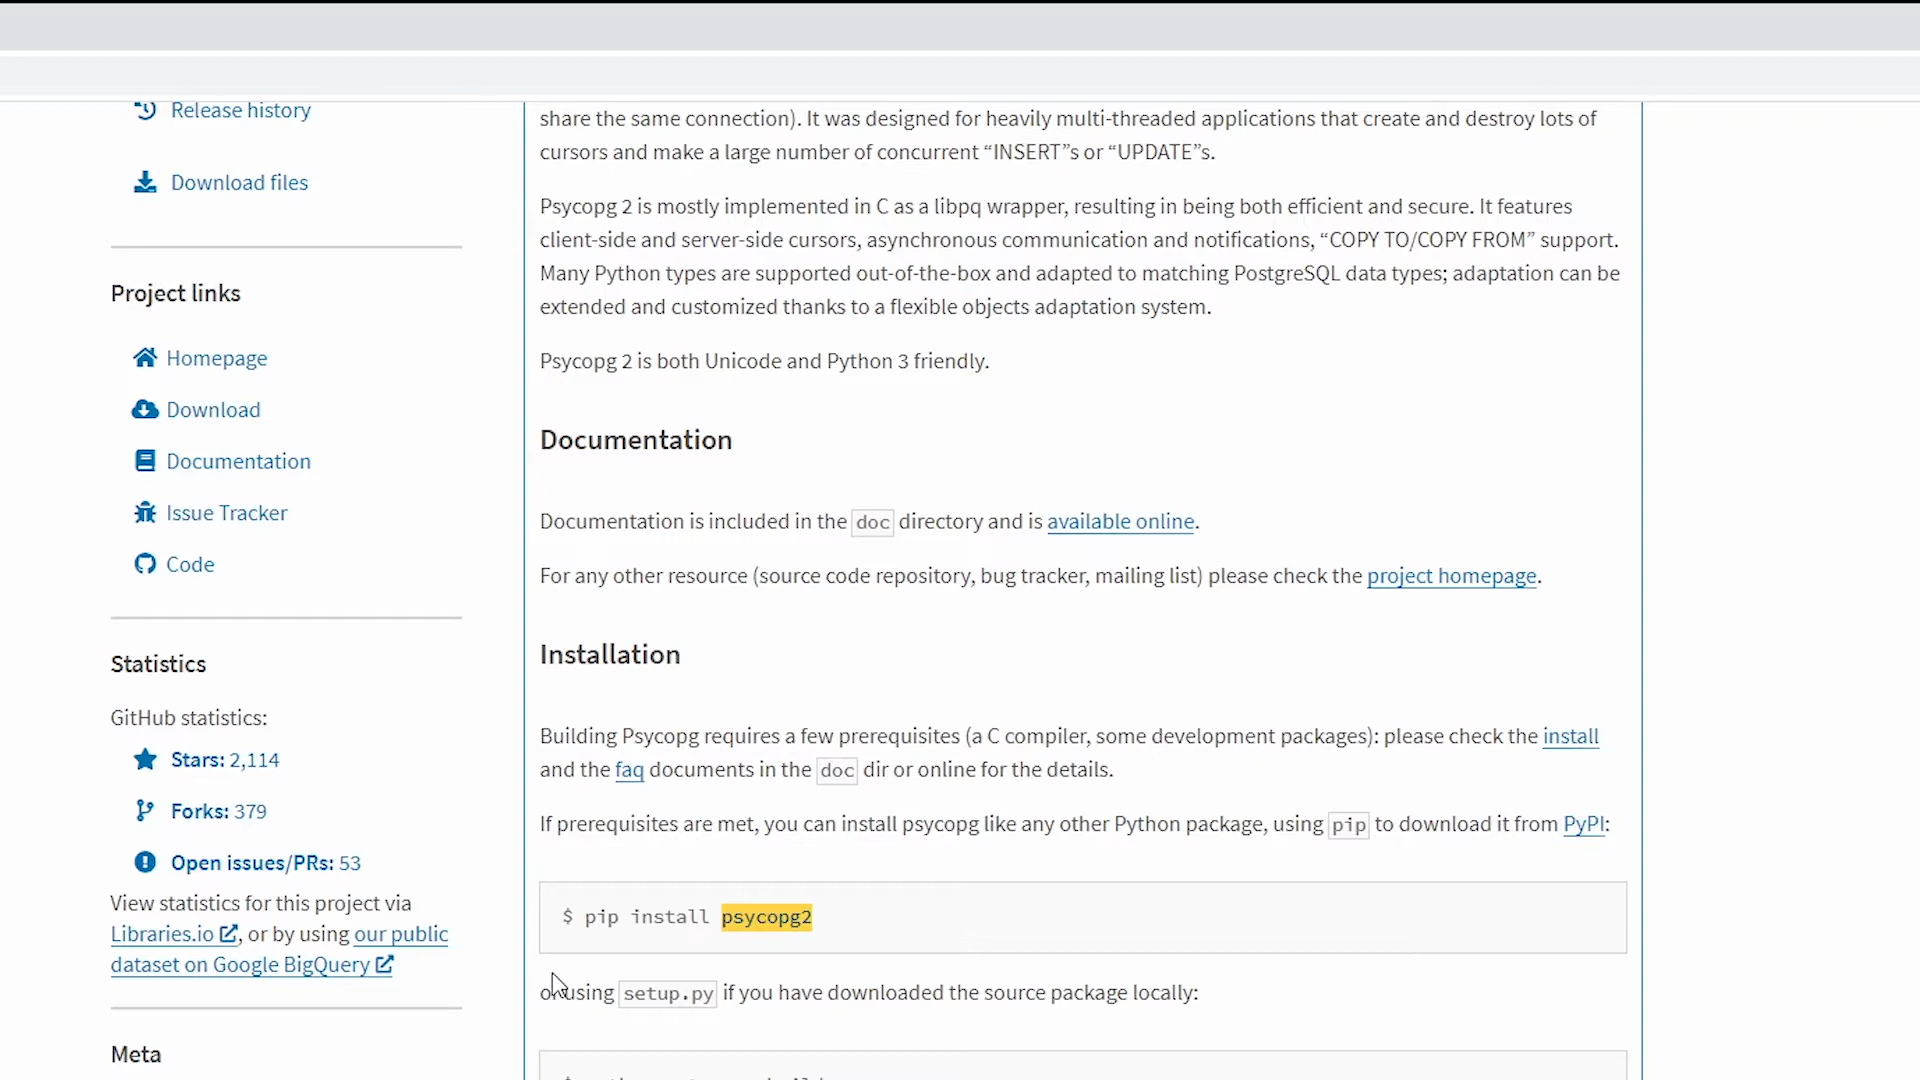 Release history
Download files
Project links
Homepage
Download
Documentation
Issue Tracker
Code
Statistics
GitHub statistics:
Stars: 2,114
Forks: 379
Open issues/PRs: 53
View statistics for this project via
Libraries.io, or by using our public
dataset on Google BigQuery
Meta
share the same connection). It was designed for heavily multi-threaded applications that create and destroy lots of
cursors and make a large number of concurrent “INSERT”s or “UPDATE”s.
Psycopg 2 is mostly implemented in C as a libpq wrapper, resulting in being both efficient and secure. It features
client-side and server-side cursors, asynchronous communication and notifications, “COPY TO/COPY FROM” support.
Many Python types are supported out-of-the-box and adapted to matching PostgreSQL data types; adaptation can be
extended and customized thanks to a flexible objects adaptation system.
Psycopg 2 is both Unicode and Python 3 friendly.
Documentation
Documentation is included in the doc directory and is available online.
For any other resource (source code repository, bug tracker, mailing list) please check the project homepage.
Installation
Building Psycopg requires a few prerequisites (a C compiler, some development packages): please check the install
and the faq documents in the doc dir or online for the details.
If prerequisites are met, you can install psycopg like any other Python package, using pip to download it from PyPI:
$ pip install psycopg2
or using setup.py if you have downloaded the source package locally: